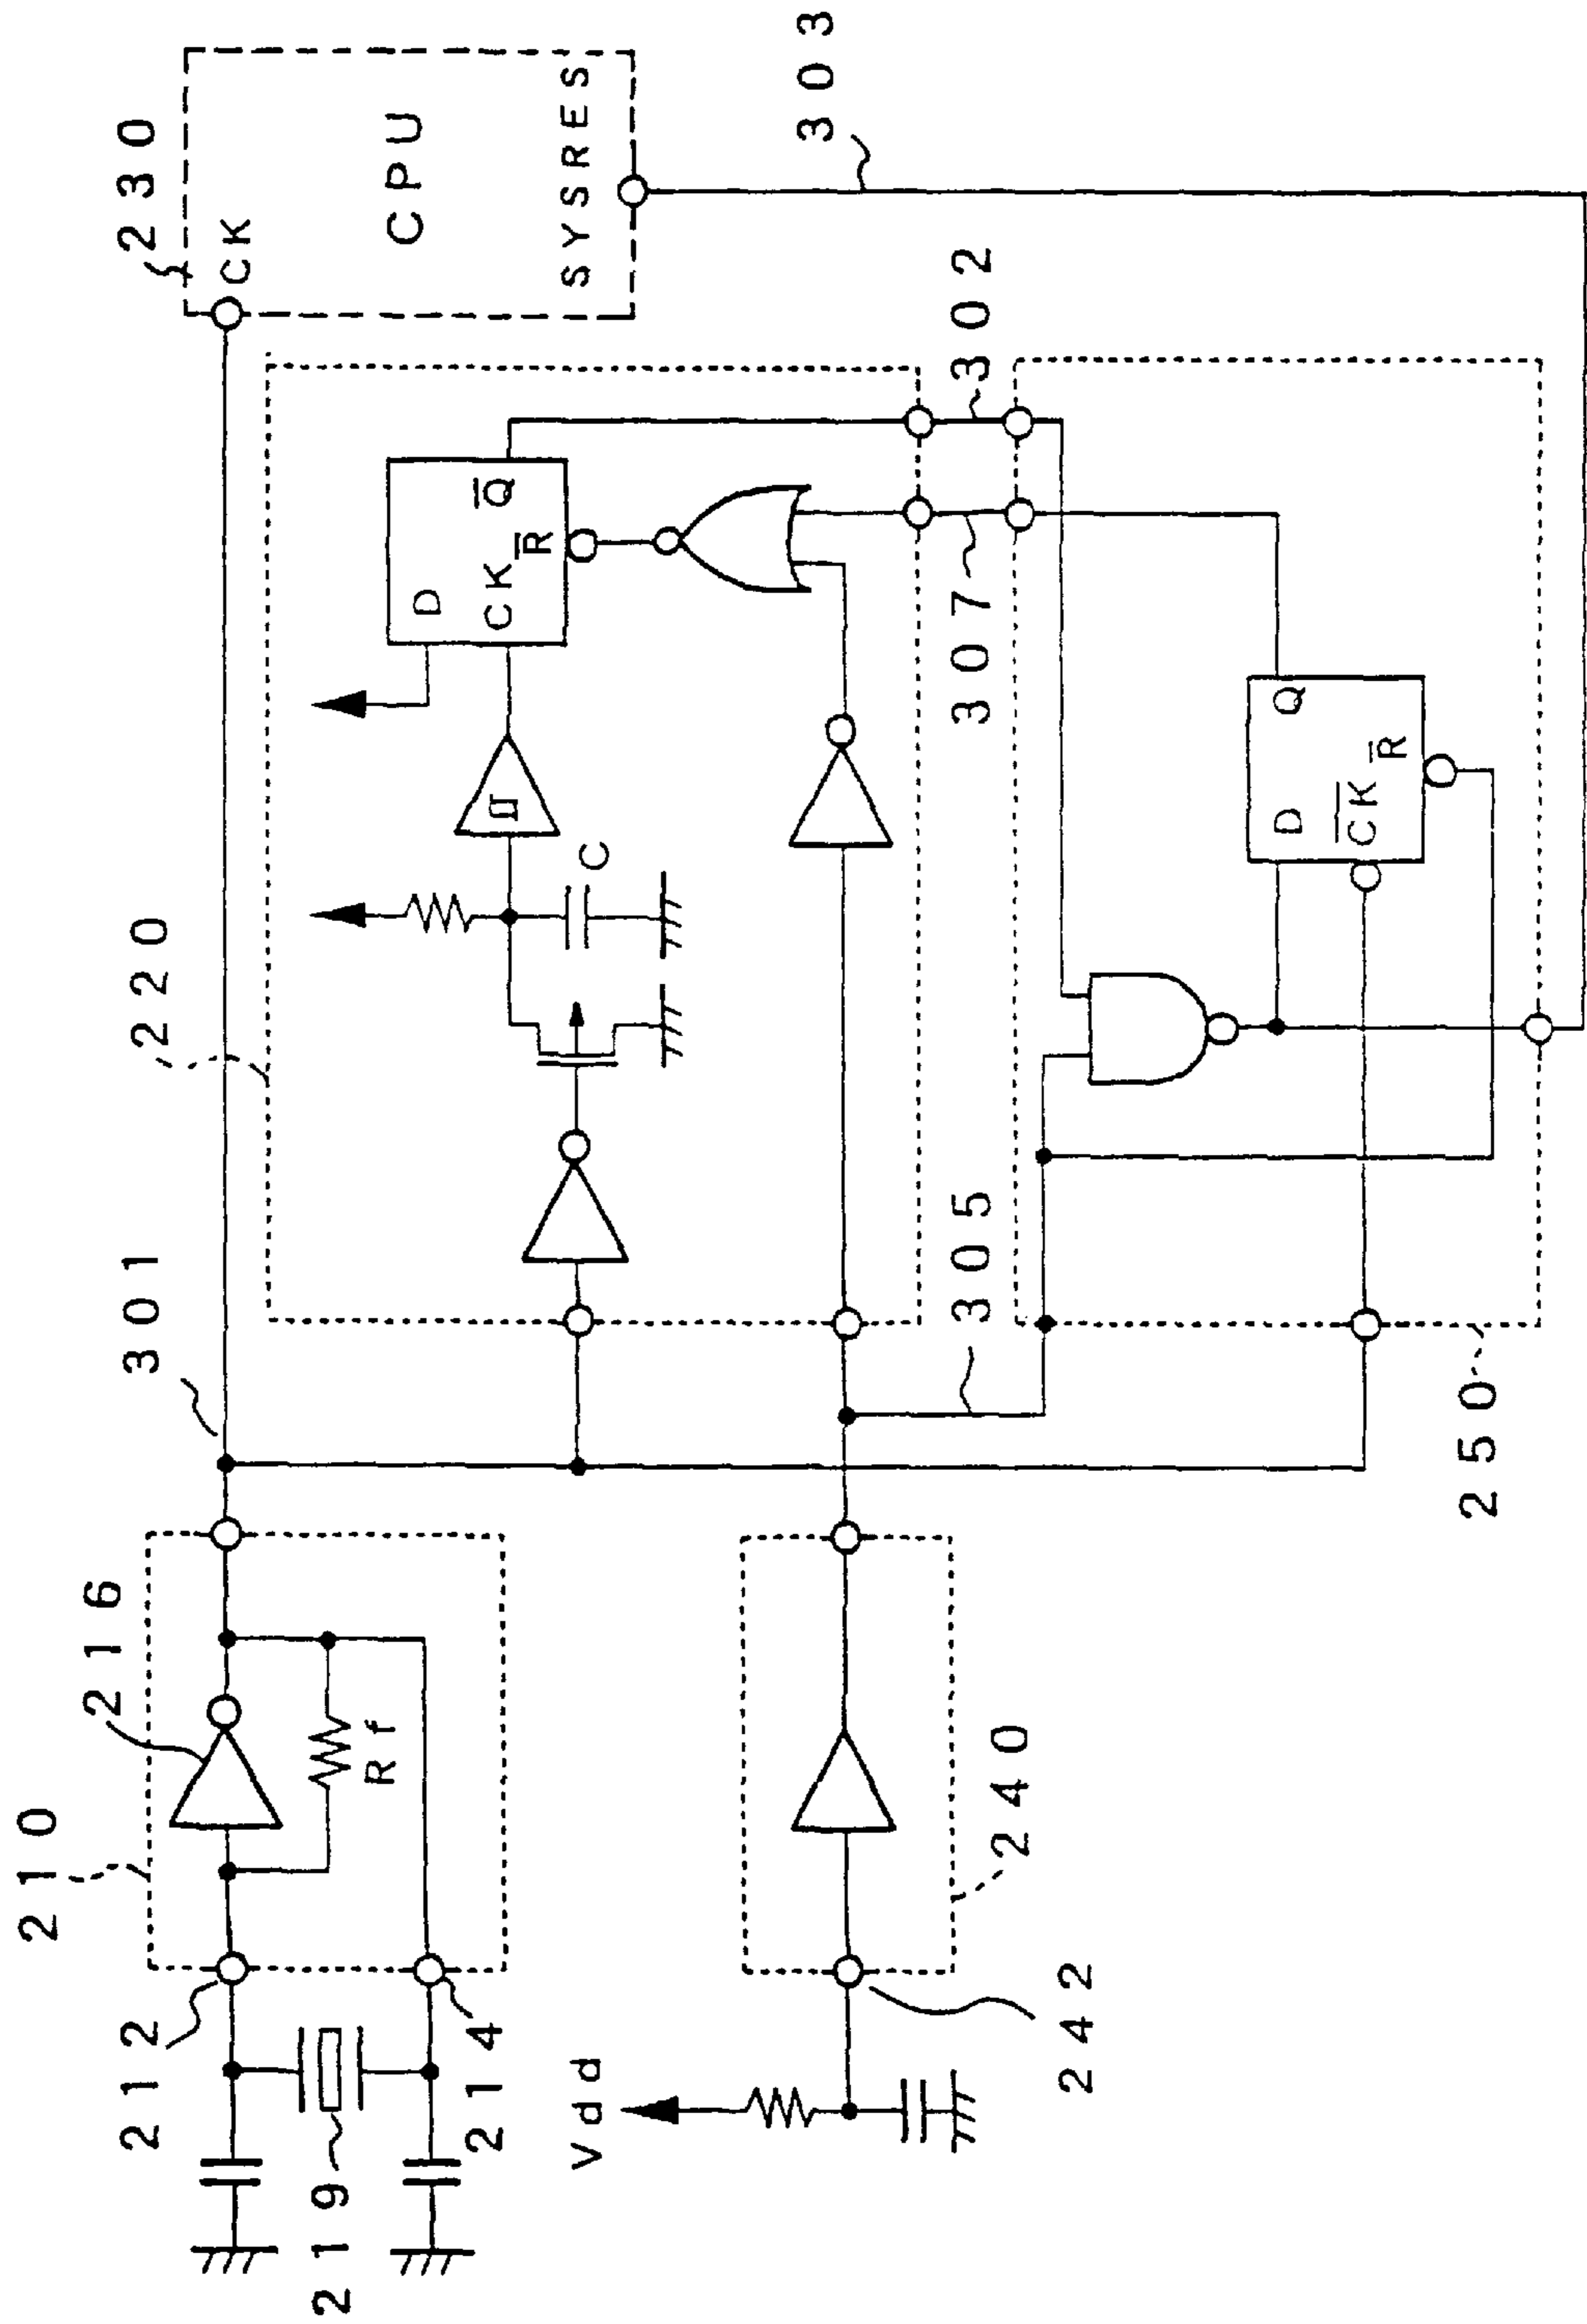 210
216
212
301
220
230
CK
219
Rf
CPU
D
214
CK
Q̅
R̅
SYSRES
Vdd
C
303
305
307
302
240
242
D
Q
C̅K̅
R̅
250